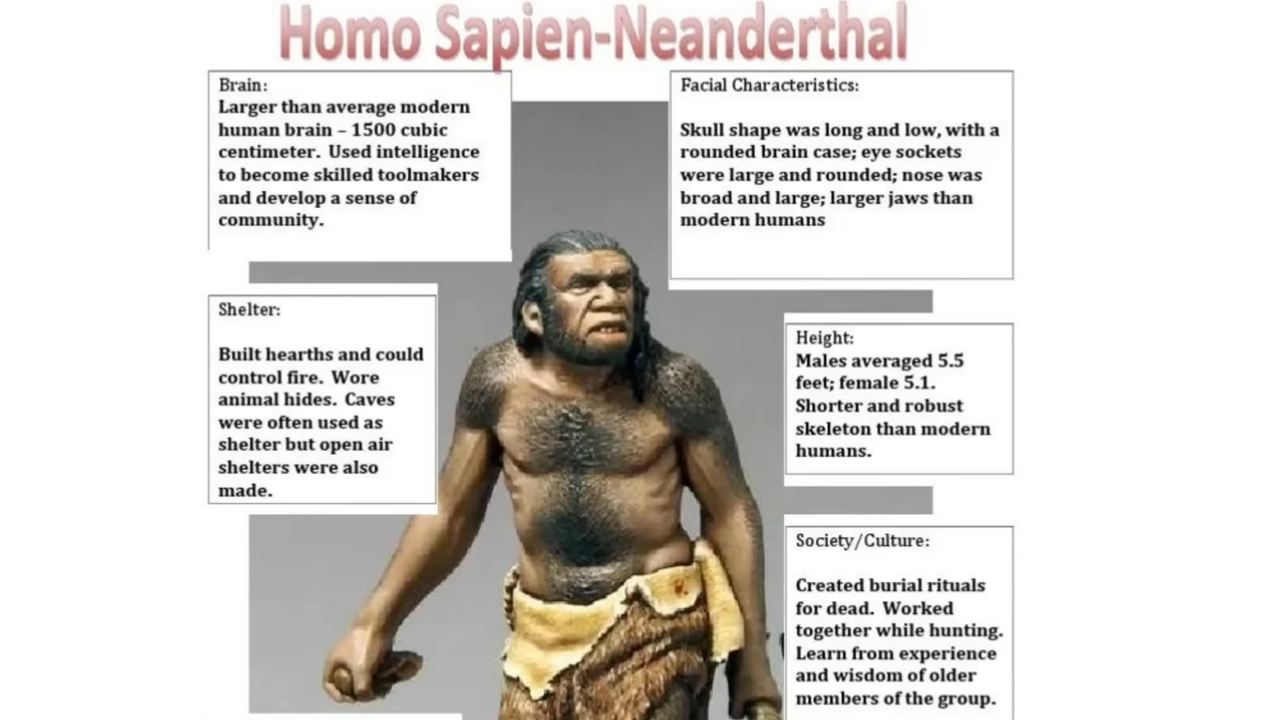 Homo Sapien-Neanderthal
Brain:
Larger than average modern
human brain – 1500 cubic
centimeter. Used intelligence
to become skilled toolmakers
and develop a sense of
community.
Facial Characteristics:
Skull shape was long and low, with a
rounded brain case; eye sockets
were large and rounded; nose was
broad and large; larger jaws than
modern humans
Shelter:
Built hearths and could
control fire. Wore
animal hides. Caves
were often used as
shelter but open air
shelters were also
made.
Height:
Males averaged 5.5
feet; female 5.1.
Shorter and robust
skeleton than modern
humans.
Society/Culture:
Created burial rituals
for dead. Worked
together while hunting.
Learn from experience
and wisdom of older
members of the group.